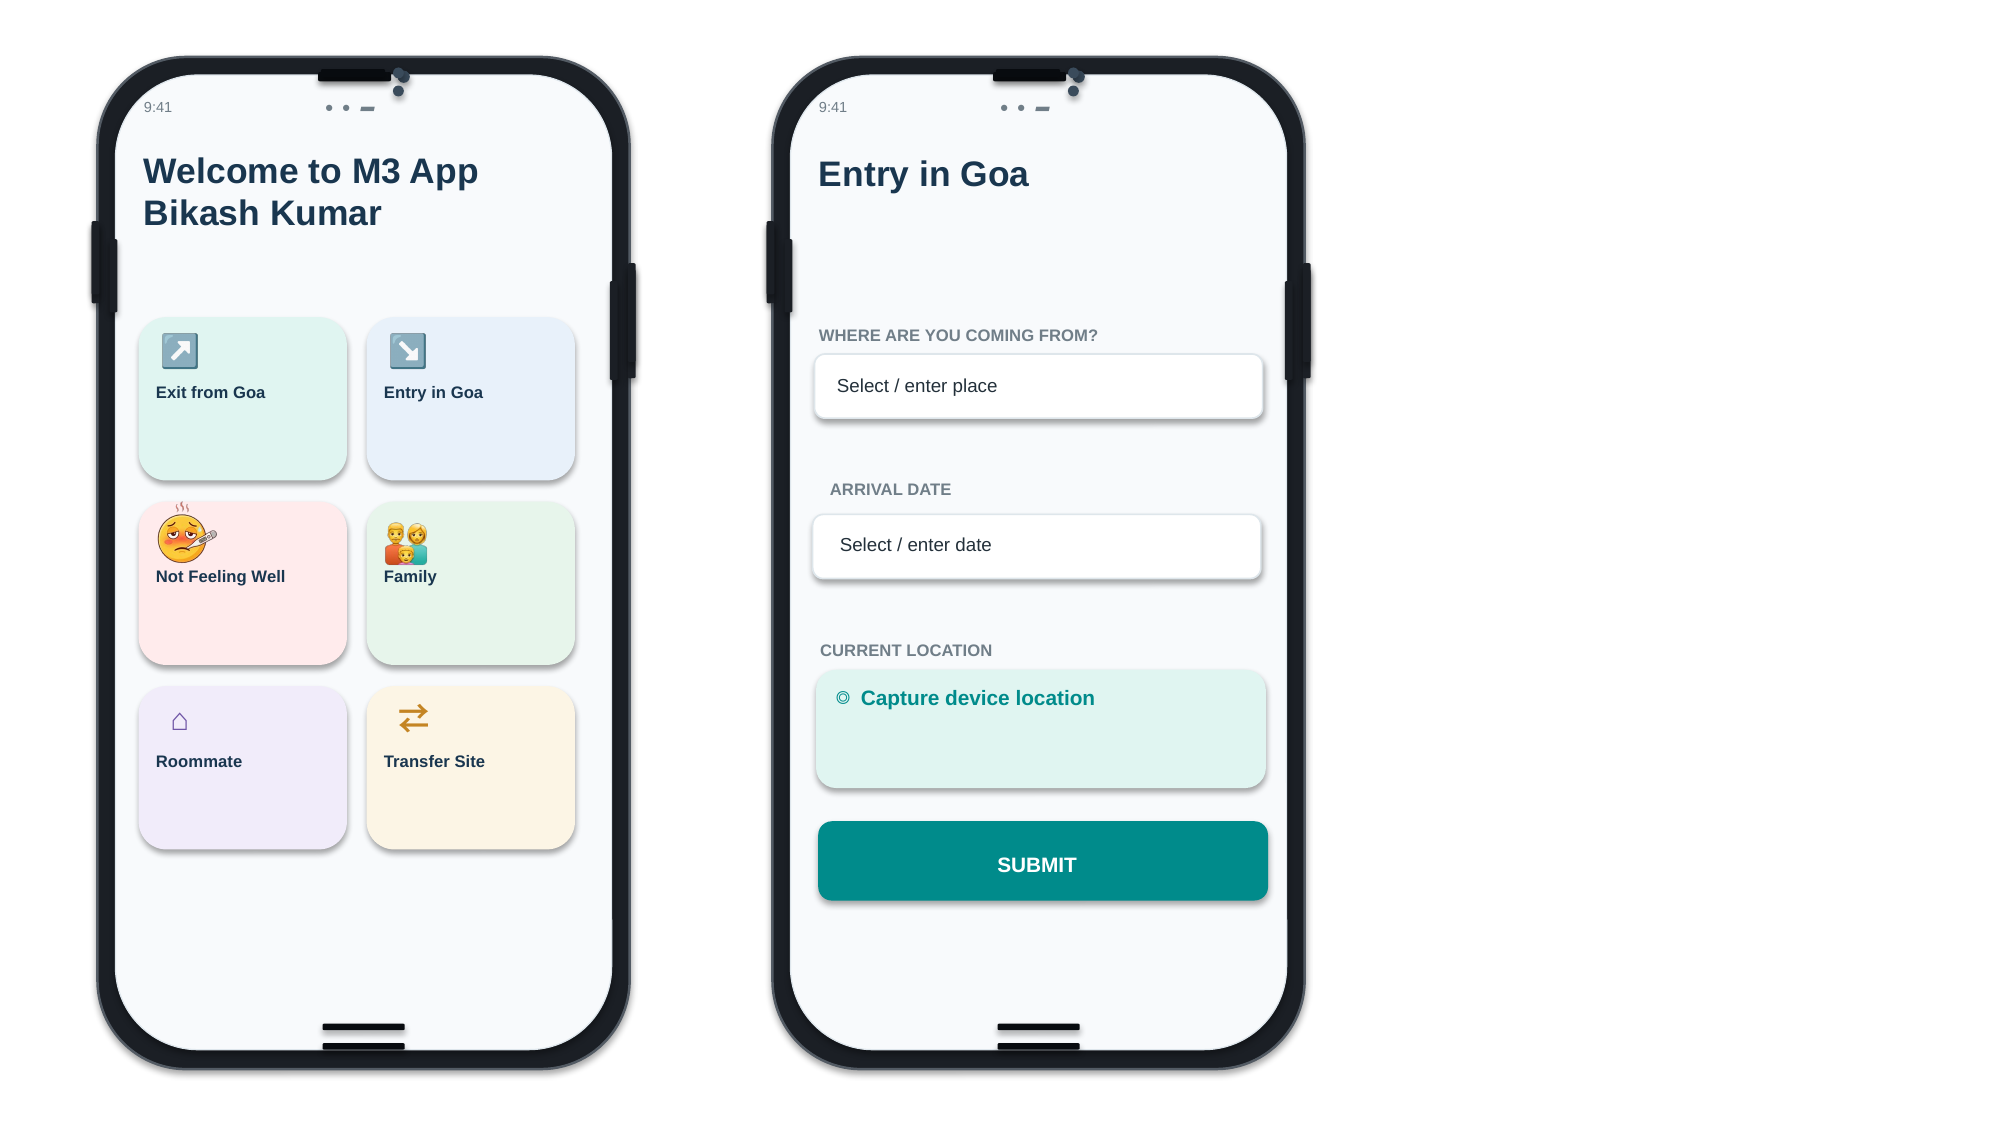 9:41
Welcome to M3 App
Bikash Kumar
Exit from Goa
Entry in Goa
Not Feeling Well
Family
Roommate
Transfer Site
9:41
Entry in Goa
WHERE ARE YOU COMING FROM?
Select / enter place
ARRIVAL DATE
Select / enter date
CURRENT LOCATION
Capture device location
SUBMIT